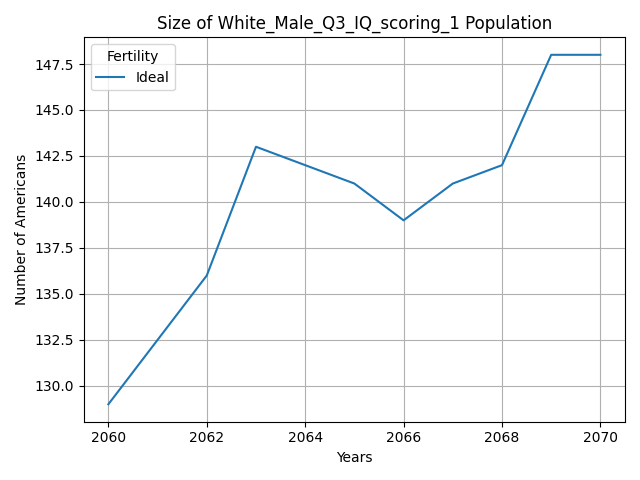 Size of White_Male_Q3_IQ_scoring_1 Population
Fertility
Ideal
147.5
145.0
142.5
140.0
137.5
135.0
132.5
130.0
Number of Americans
2060 2062 2064 2066 2068 2070
Years